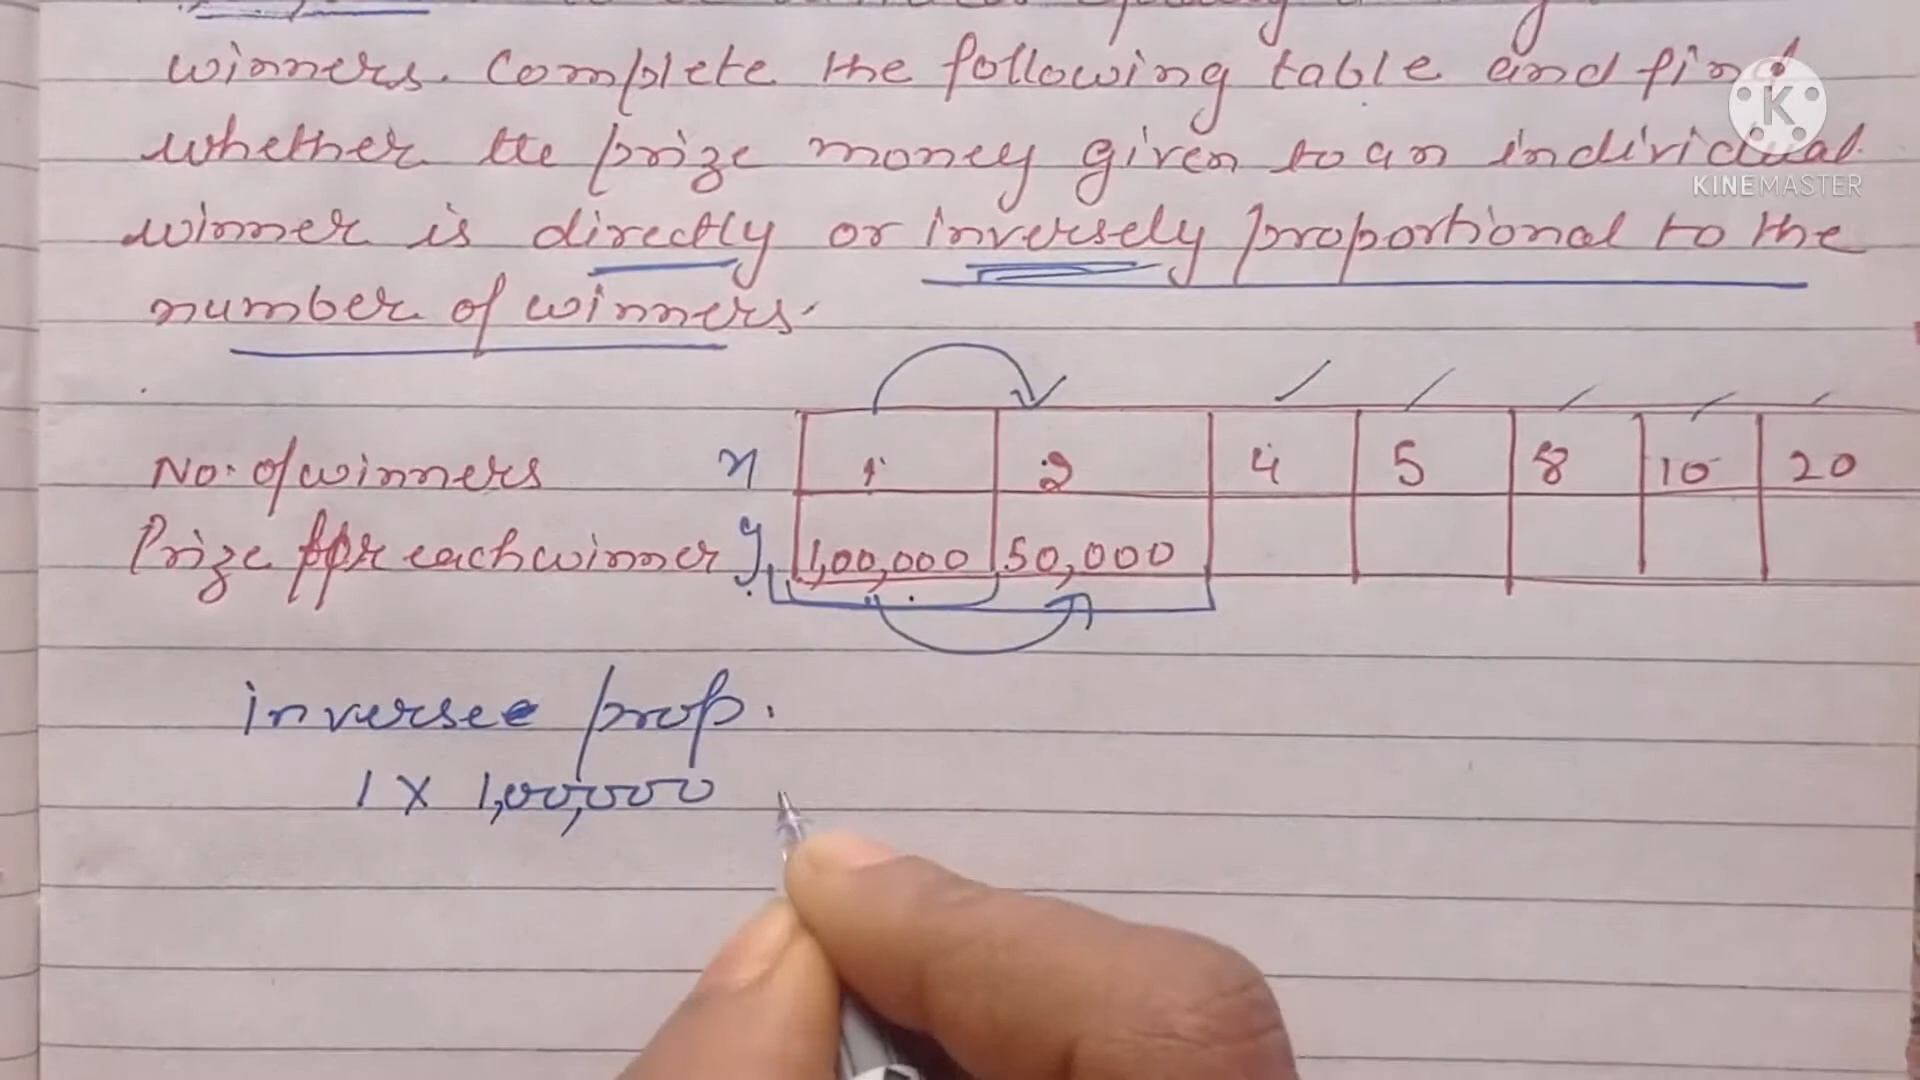 winners. Complete the following table and find
whether the prize money given to an individual
KINEMASTER
winner is directly or inversely proportional to the
number of winners.
No. of winners x 1 2 4 5 8 10 20
Prize for each winner y 1,00,000 50,000
inverse prop.
1 x 1,00,000